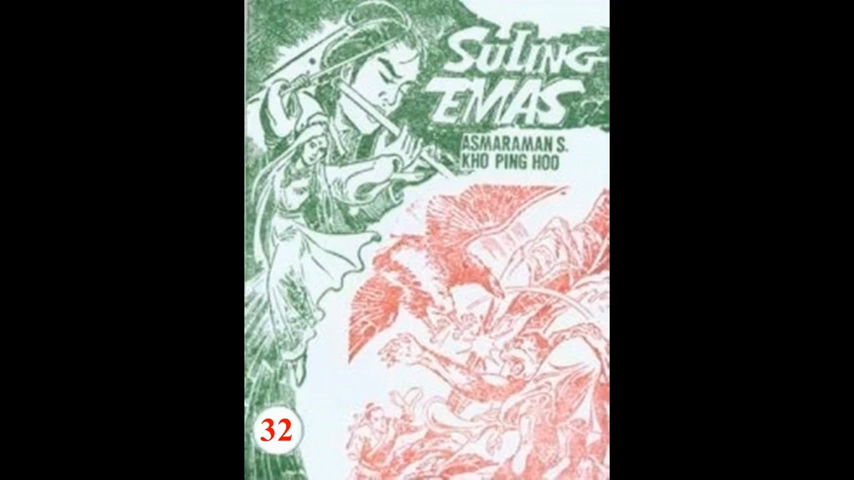 SULING
EMAS
ASMARAMAN S.
KHO PING HOO
32